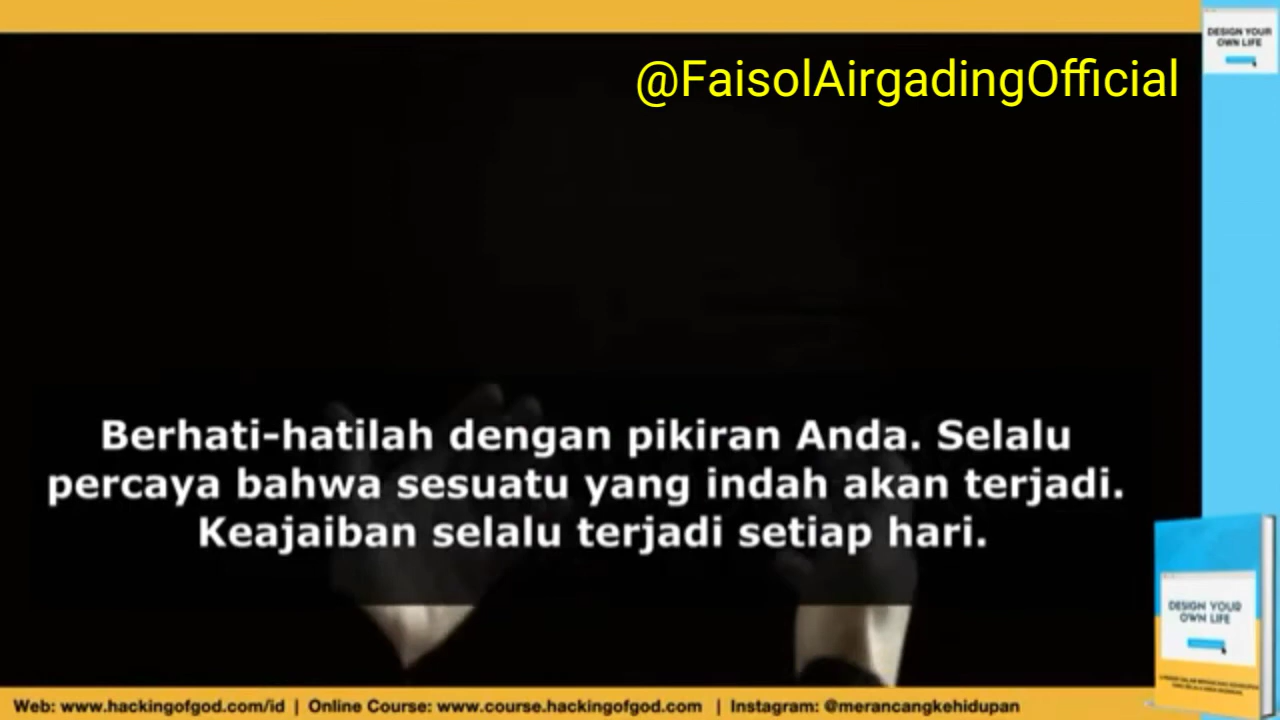 DESIGN YOUR
OWN LIFE
@FaisolAirgadingOfficial
Berhati-hatilah dengan pikiran Anda. Selalu
percaya bahwa sesuatu yang indah akan terjadi.
Keajaiban selalu terjadi setiap hari.
DESIGN YOUR
OWN LIFE
Web: www.hackingofgod.com/id | Online Course: www.course.hackingofgod.com | Instagram: @merancangkehidupan